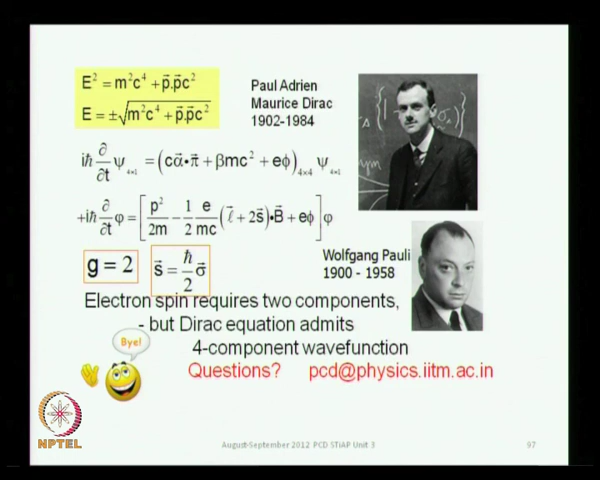 E² = m²c⁴ + p⃗.p⃗c²
E = ±√(m²c⁴ + p⃗.p⃗c²)
Paul Adrien
Maurice Dirac
1902-1984
iħ ∂/∂t ψ₄ₓ₁ = (cα⃗•π⃗ + βmc² + eϕ)₄ₓ₄ ψ₄ₓ₁
+iħ ∂/∂t φ = [p²/2m − 1/2 e/mc (ℓ⃗ + 2s⃗)•B⃗ + eϕ] φ
g = 2
s⃗ = ħ/2 σ⃗
Wolfgang Pauli
1900 - 1958
Electron spin requires two components,
- but Dirac equation admits
4-component wavefunction
Bye!
Questions? pcd@physics.iitm.ac.in
NPTEL
August-September 2012 PCD STiAP Unit 3
97